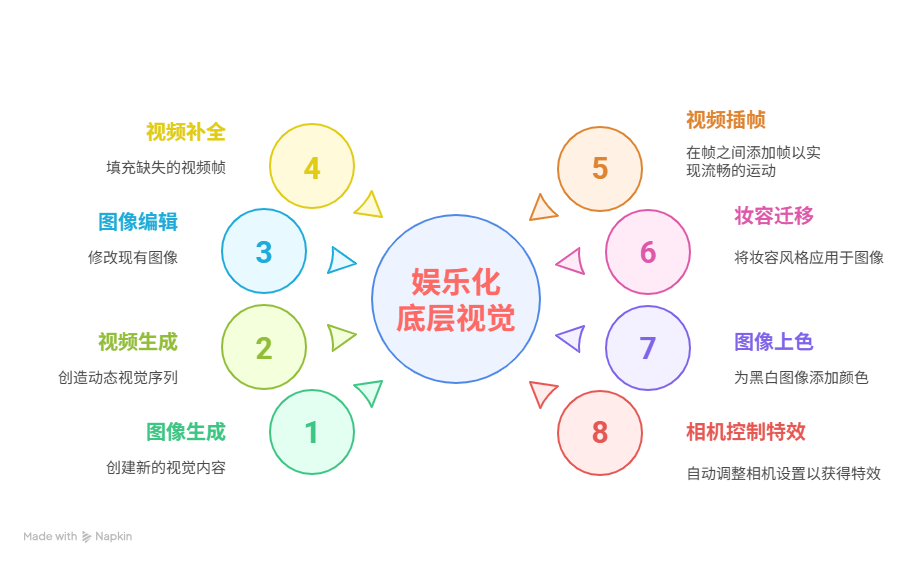 视频补全
填充缺失的视频帧
4
图像编辑
修改现有图像
3
视频生成
创造动态视觉序列
2
图像生成
创建新的视觉内容
1
娱乐化
底层视觉
视频插帧
在帧之间添加帧以实
现流畅的运动
5
妆容迁移
将妆容风格应用于图像
6
图像上色
为黑白图像添加颜色
7
相机控制特效
自动调整相机设置以获得特效
8
Made with Napkin